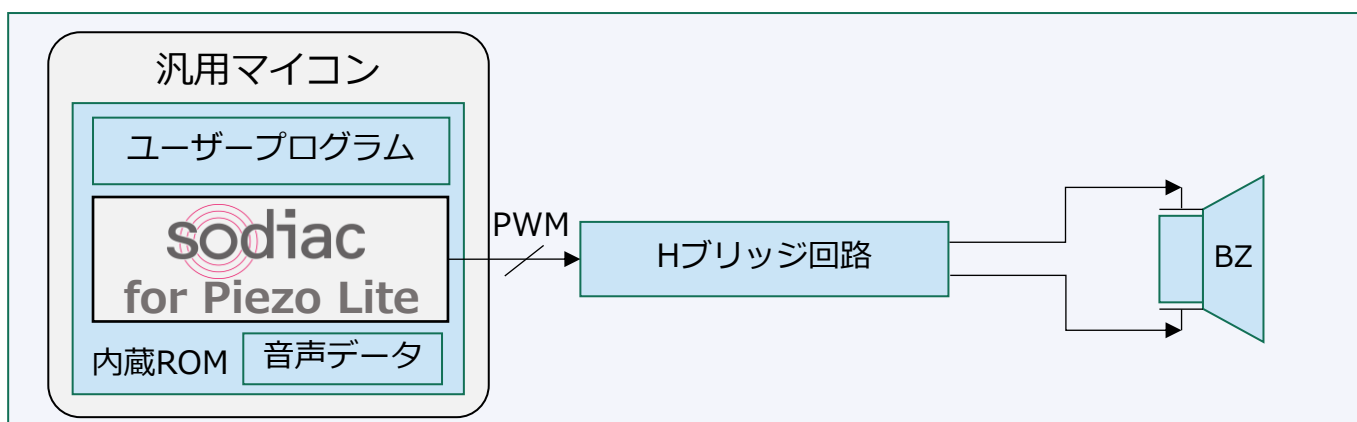 汎用マイコン
ユーザープログラム
sodiac
for Piezo Lite
内蔵ROM
音声データ
PWM
Hブリッジ回路
BZ